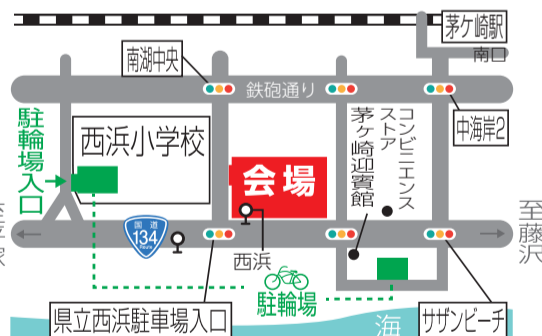 茅ケ崎駅
南口
南湖中央
鉄砲通り
中海岸2
駐輪場入口
西浜小学校
会場
茅ヶ崎迎賓館
コンビニエンス
ストア
国道
134
Route
西浜
至藤沢
駐輪場
県立西浜駐車場入口
海
サザンビーチ